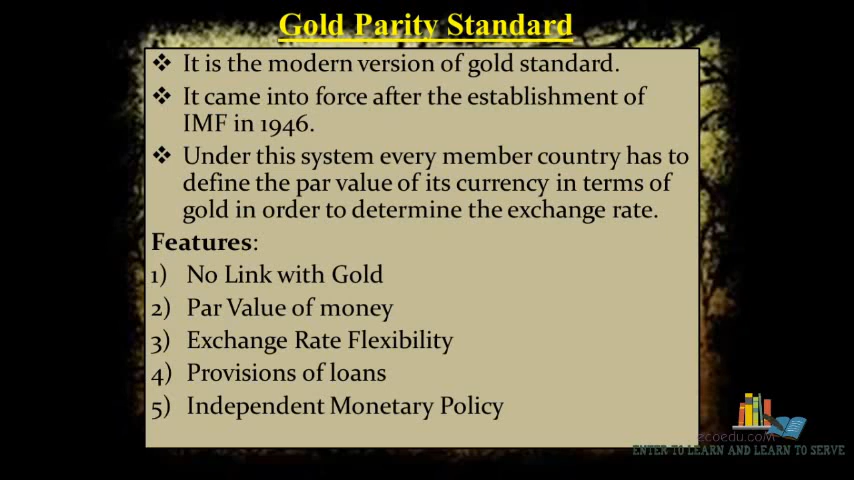 Gold Parity Standard
❖ It is the modern version of gold standard.
❖ It came into force after the establishment of
IMF in 1946.
❖ Under this system every member country has to
define the par value of its currency in terms of
gold in order to determine the exchange rate.
Features:
1) No Link with Gold
2) Par Value of money
3) Exchange Rate Flexibility
4) Provisions of loans
5) Independent Monetary Policy
ecoedu.com
ENTER TO LEARN AND LEARN TO SERVE